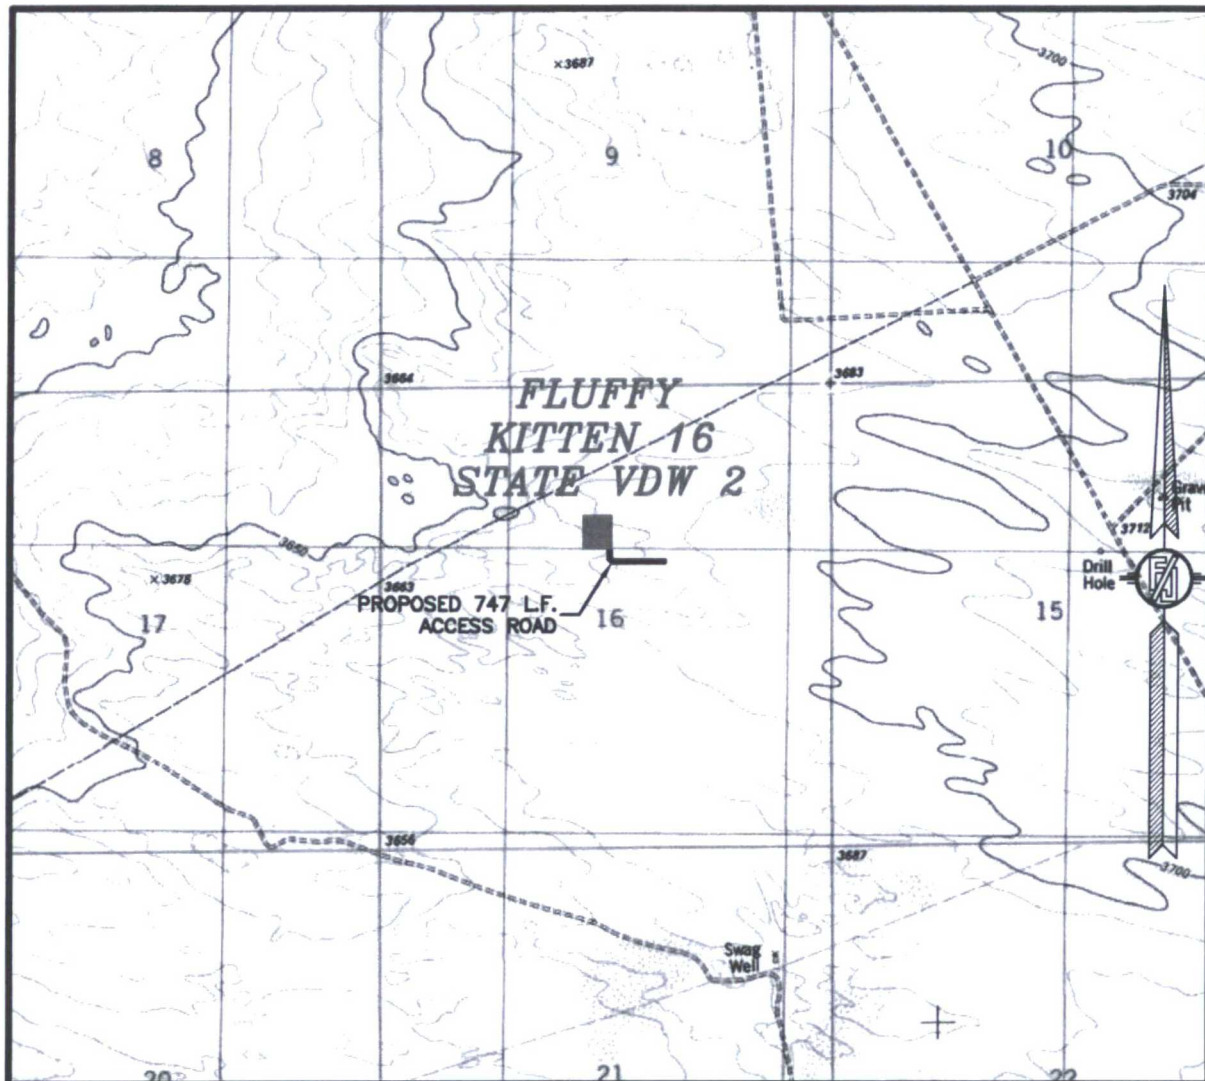 3700
×3687
8
9
10
3704
3664
3683
FLUFFY
KITTEN 16
STATE VDW 2
3712
3650
Drill
Hole
×3678
3663
PROPOSED 747 L.F.
ACCESS ROAD
17
16
15
3656
3687
3700
Swag
Well
21